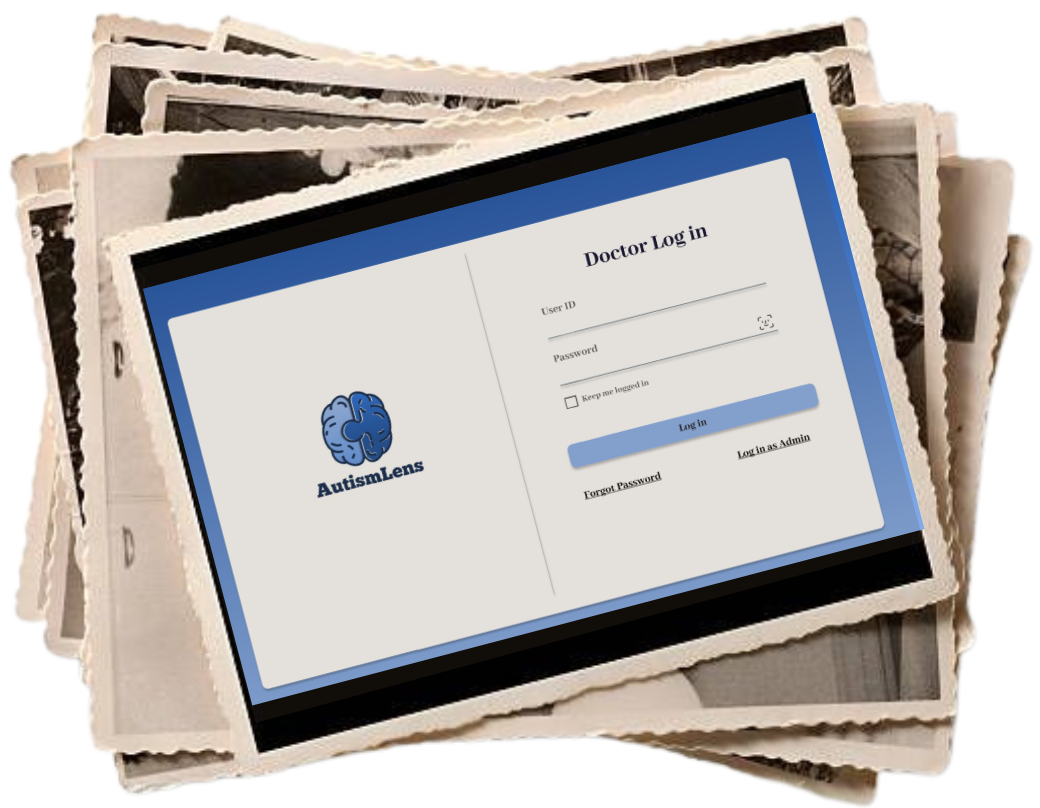 AutismLens
Doctor Log in
User ID
Password
Keep me logged in
Log in
Log in as Admin
Forgot Password